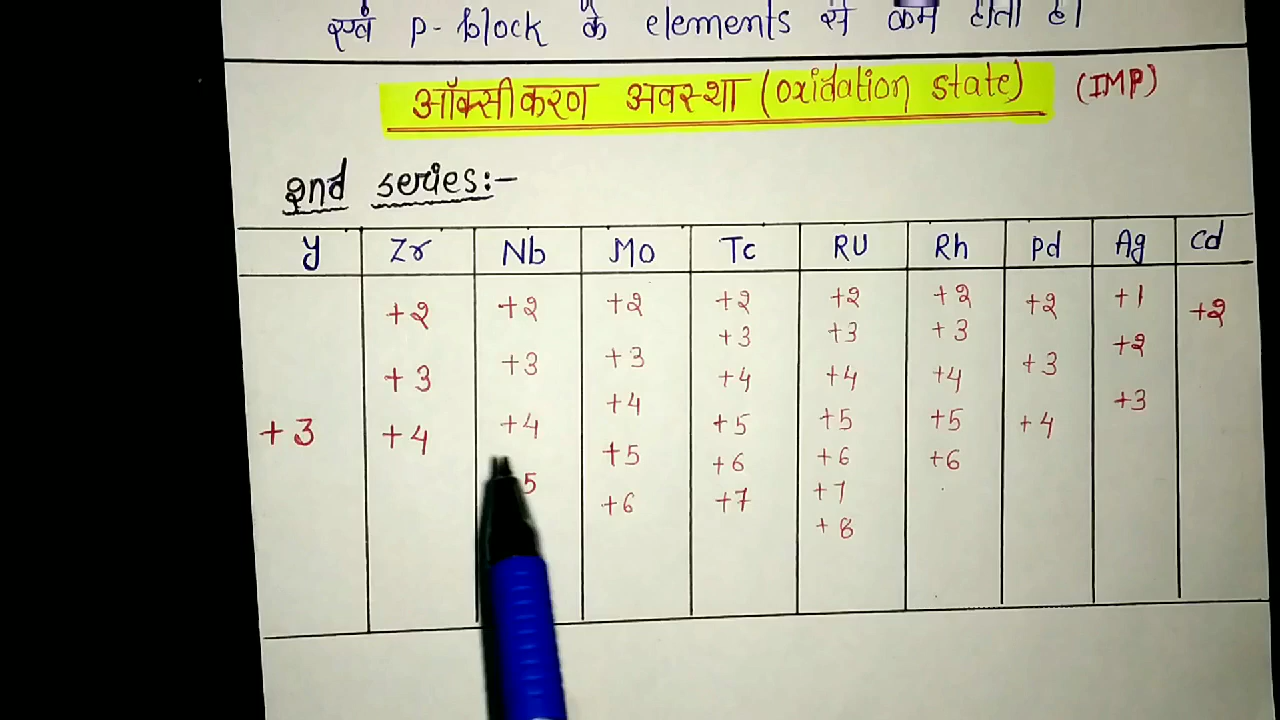 एवं p-block के elements से कम होता है।
ऑक्सीकरण अवस्था (oxidation state) (IMP)
2nd series:-
y Zr Nb Mo Tc RU Rh Pd Ag Cd
+2 +2 +2 +2 +2 +2 +2 +1 +2
+3 +3 +3 +3 +3 +3 +3 +2
+3 +4 +4 +4 +4 +4 +4 +4 +3
5 +5 +5 +5 +5
+6 +6 +6 +6
+7 +7
+8